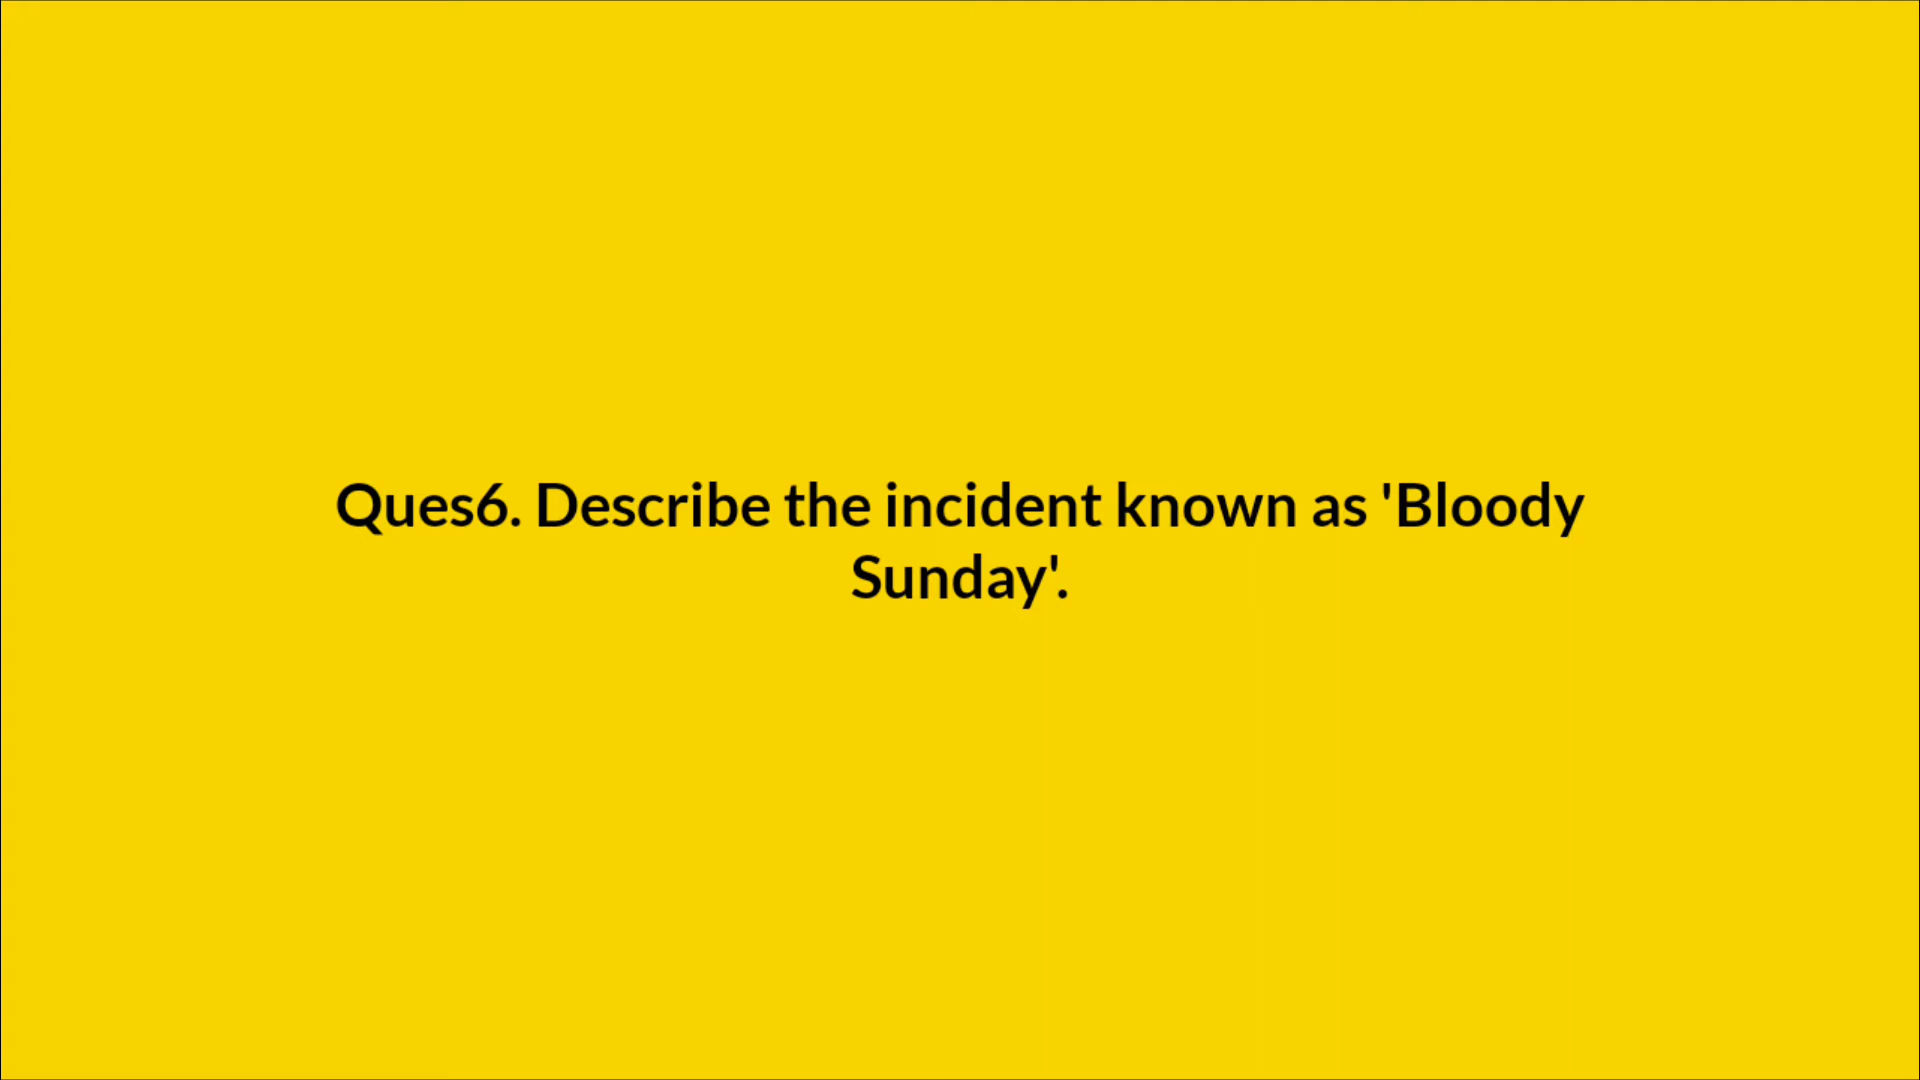 Ques6. Describe the incident known as 'Bloody
Sunday'.